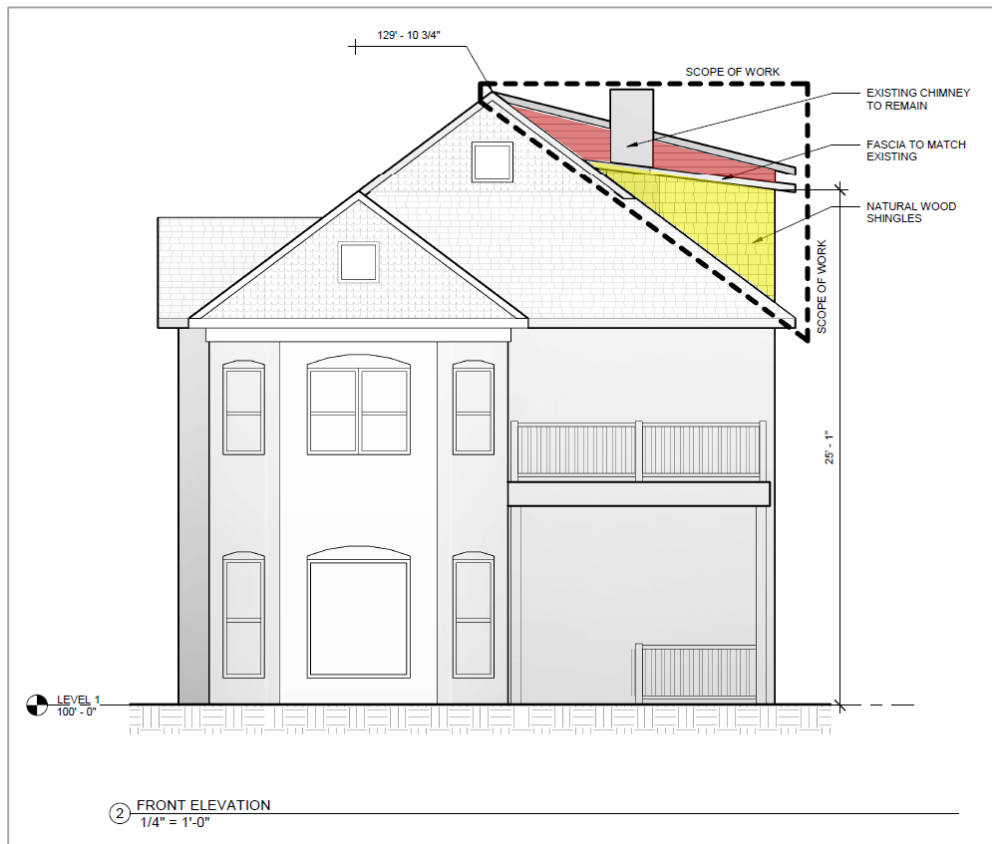 129' - 10 3/4"
SCOPE OF WORK
EXISTING CHIMNEY
TO REMAIN
FASCIA TO MATCH
EXISTING
NATURAL WOOD
SHINGLES
SCOPE OF WORK
25' - 1"
LEVEL 1
100' - 0"
2
FRONT ELEVATION
1/4" = 1'-0"